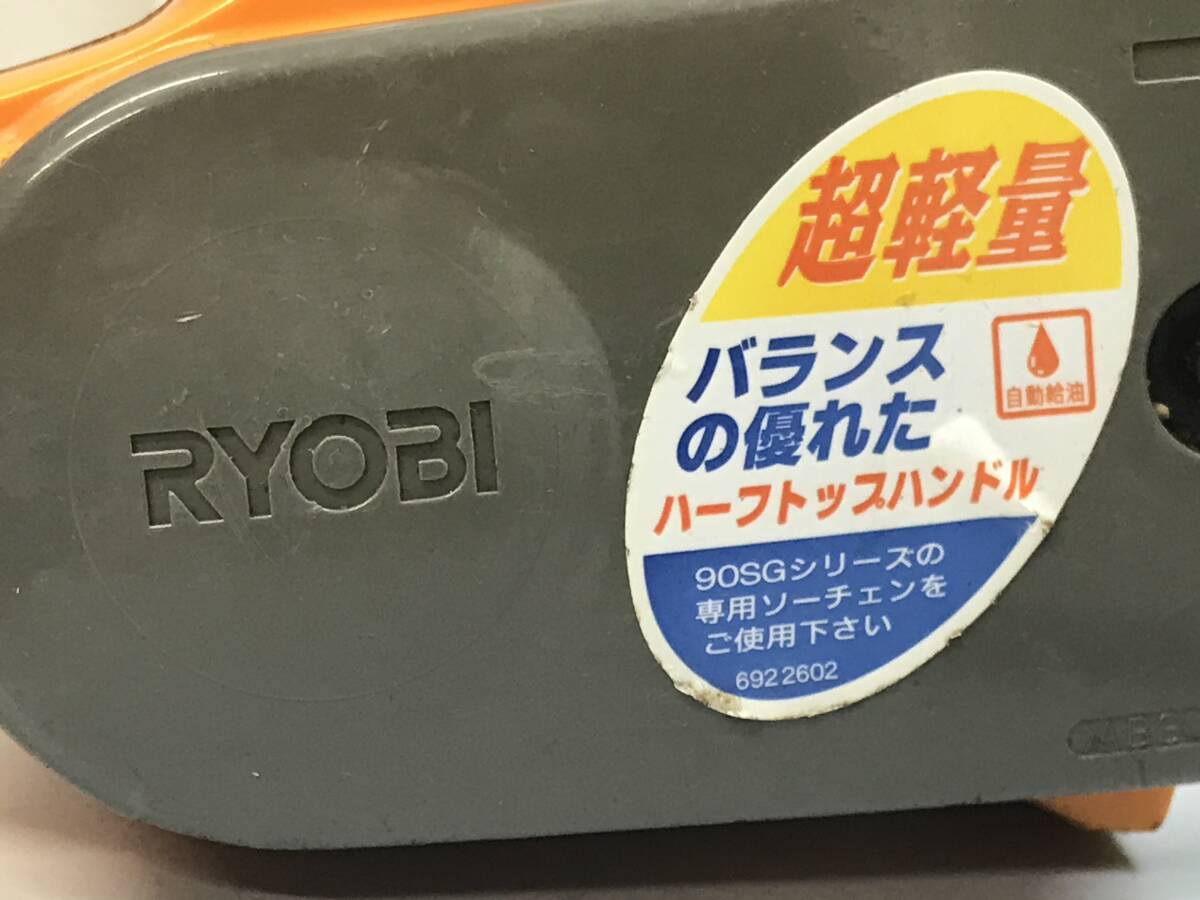 RYOBI
超軽量
バランス
の優れた
自動給油
ハーフトップハンドル
90SGシリーズの
専用ソーチェンを
ご使用下さい
6922602